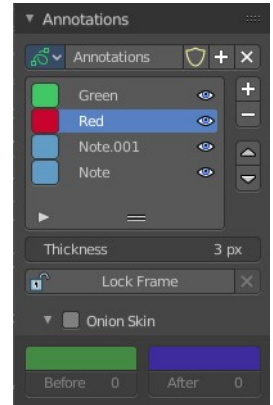 Annotations
Annotations
Green
Red
Note.001
Note
Thickness 3 px
Lock Frame
Onion Skin
Before 0 After 0